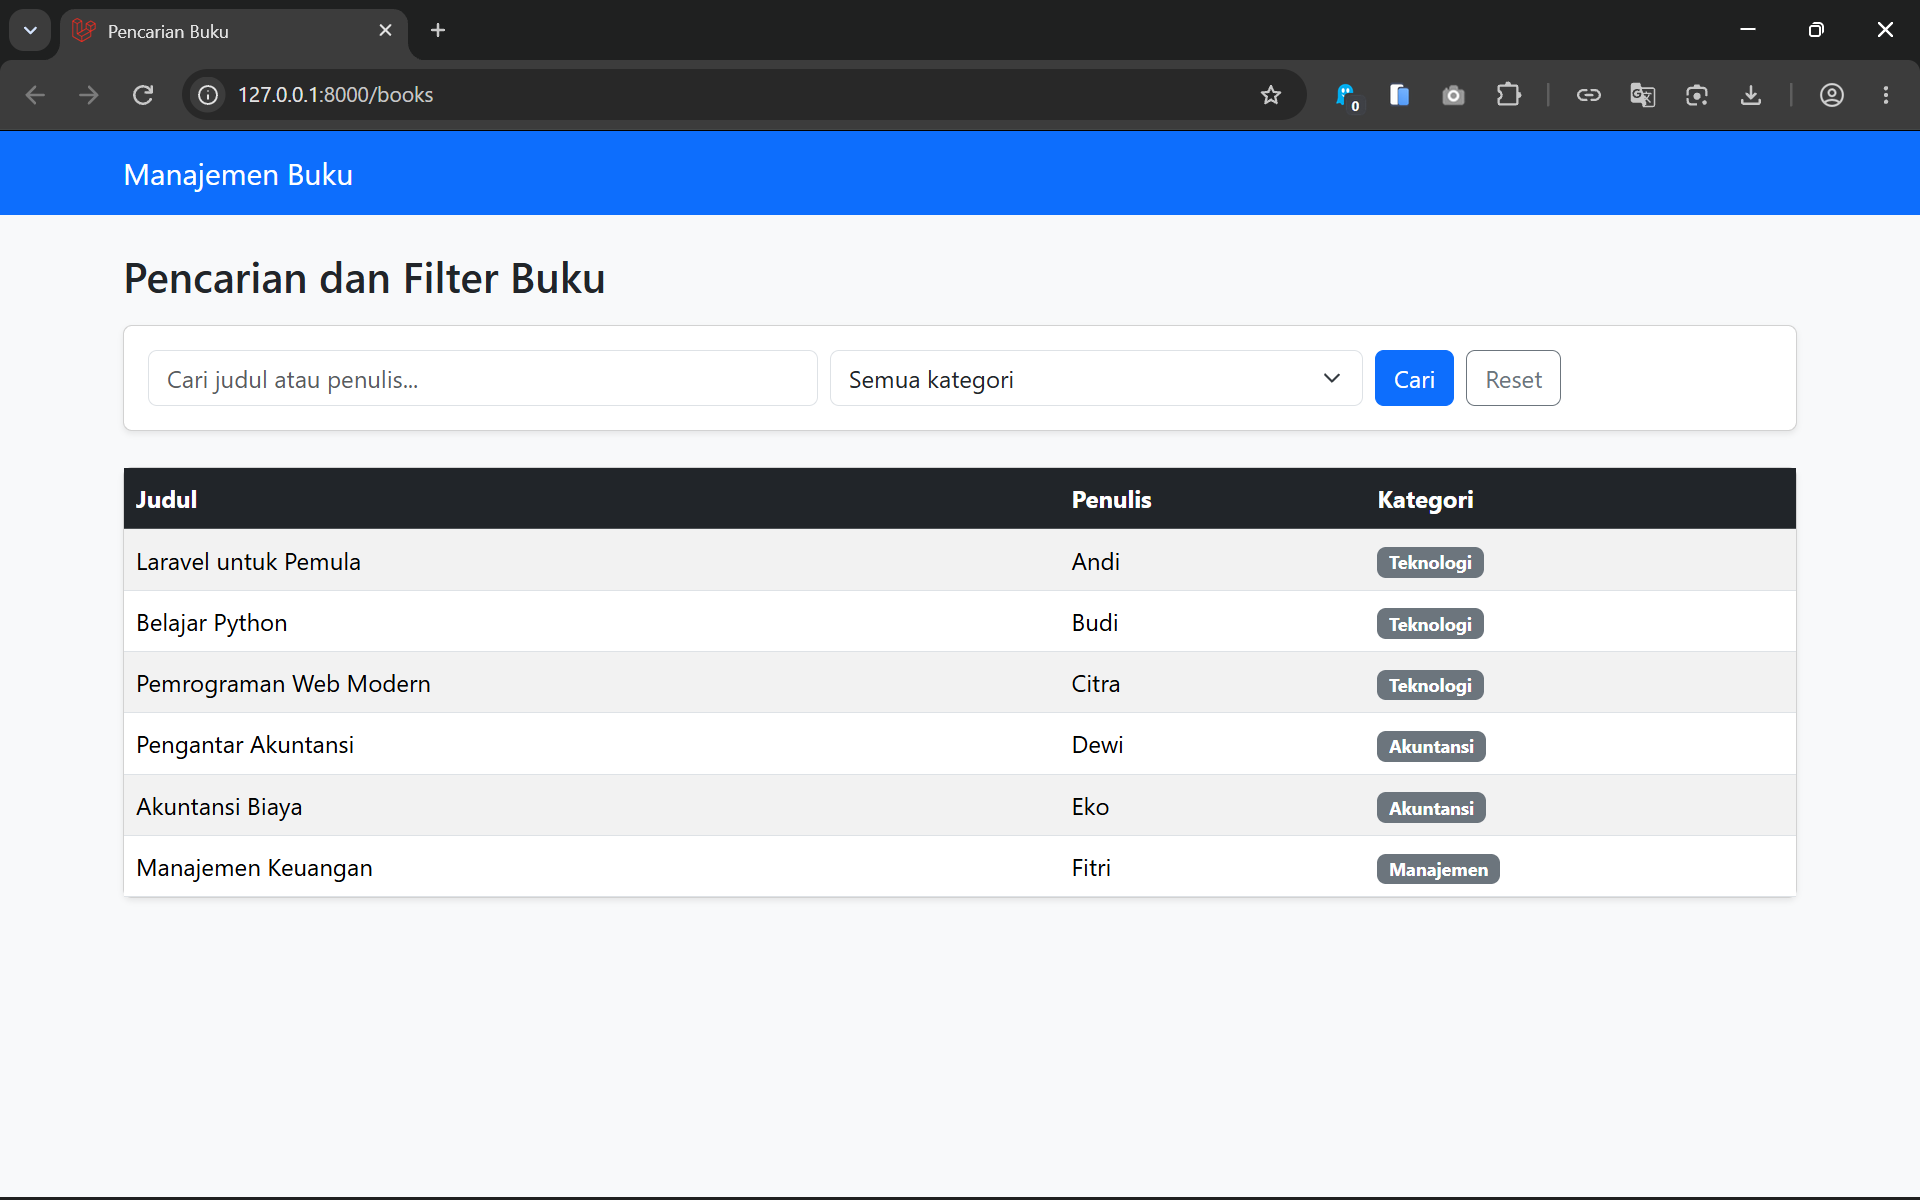 Pencarian Buku
127.0.0.1:8000/books
0
Manajemen Buku
Pencarian dan Filter Buku
Cari judul atau penulis...
Semua kategori
Cari
Reset
Judul Penulis Kategori
Laravel untuk Pemula Andi Teknologi
Belajar Python Budi Teknologi
Pemrograman Web Modern Citra Teknologi
Pengantar Akuntansi Dewi Akuntansi
Akuntansi Biaya Eko Akuntansi
Manajemen Keuangan Fitri Manajemen